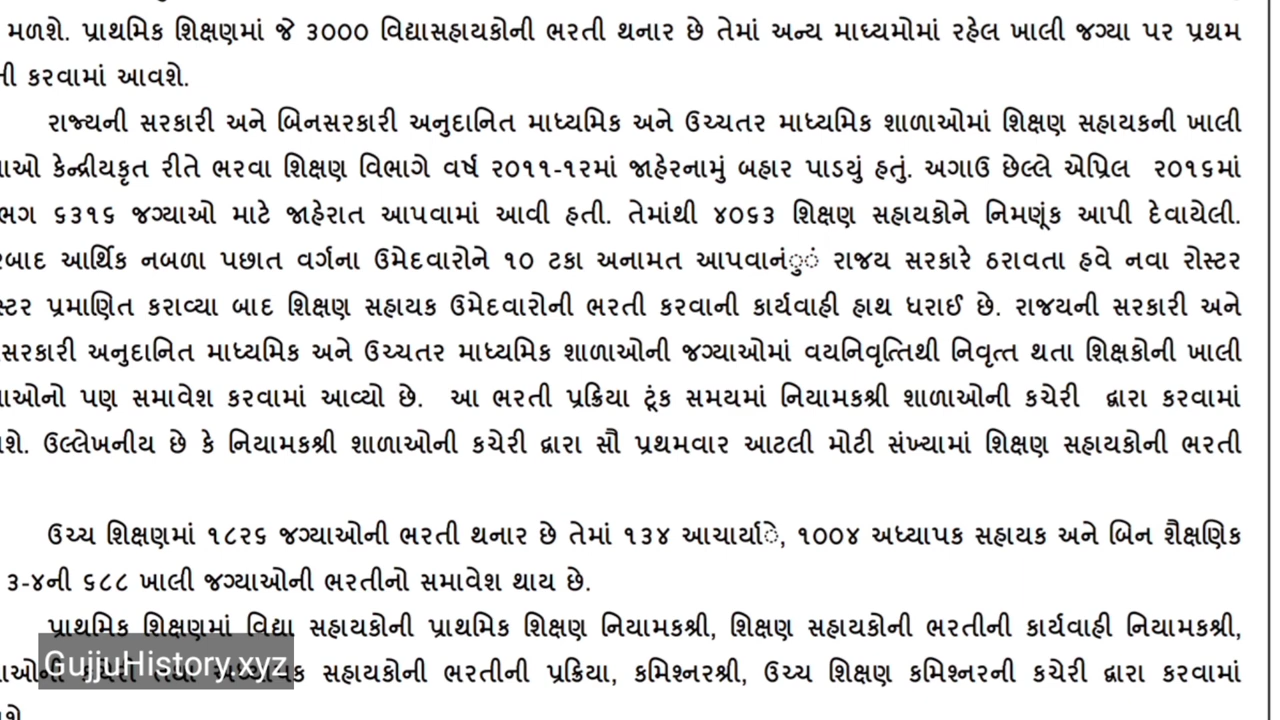 મળશે. પ્રાથમિક શિક્ષણમાં જે ૩૦૦૦ વિદ્યાસહાયકોની ભરતી થનાર છે તેમાં અન્ય માધ્યમોમાં રહેલ ખાલી જગ્યા પર પ્રથમ
ની કરવામાં આવશે.
રાજ્યની સરકારી અને બિનસરકારી અનુદાનિત માધ્યમિક અને ઉચ્ચતર માધ્યમિક શાળાઓમાં શિક્ષણ સહાયકની ખાલી
ાઓ કેન્દ્રીયકૃત રીતે ભરવા શિક્ષણ વિભાગે વર્ષ ૨૦૧૧-૧૨માં જાહેરનામું બહાર પાડયું હતું. અગાઉ છેલ્લે એપ્રિલ ૨૦૧૬માં
ભગ ૬૩૧૬ જગ્યાઓ માટે જાહેરાત આપવામાં આવી હતી. તેમાંથી ૪૦૬૩ શિક્ષણ સહાયકોને નિમણૂંક આપી દેવાયેલી.
રબાદ આર્થિક નબળા પછાત વર્ગના ઉમેદવારોને ૧૦ ટકા અનામત આપવાનંુું રાજય સરકારે ઠરાવતા હવે નવા રોસ્ટર
સ્ટર પ્રમાણિત કરાવ્યા બાદ શિક્ષણ સહાયક ઉમેદવારોની ભરતી કરવાની કાર્યવાહી હાથ ધરાઈ છે. રાજયની સરકારી અને
સરકારી અનુદાનિત માધ્યમિક અને ઉચ્ચતર માધ્યમિક શાળાઓની જગ્યાઓમાં વયનિવૃત્તિથી નિવૃત્ત થતા શિક્ષકોની ખાલી
ાઓનો પણ સમાવેશ કરવામાં આવ્યો છે. આ ભરતી પ્રક્રિયા ટૂંક સમયમાં નિયામકશ્રી શાળાઓની કચેરી દ્વારા કરવામાં
શે. ઉલ્લેખનીય છે કે નિયામકશ્રી શાળાઓની કચેરી દ્વારા સૌ પ્રથમવાર આટલી મોટી સંખ્યામાં શિક્ષણ સહાયકોની ભરતી
ઉચ્ચ શિક્ષણમાં ૧૮૨૬ જગ્યાઓની ભરતી થનાર છે તેમાં ૧૩૪ આચાર્યાે, ૧૦૦૪ અધ્યાપક સહાયક અને બિન શૈક્ષણિક
૩-૪ની ૬૮૮ ખાલી જગ્યાઓની ભરતીનો સમાવેશ થાય છે.
પ્રાથમિક શિક્ષણમાં વિદ્યા સહાયકોની પ્રાથમિક શિક્ષણ નિયામકશ્રી, શિક્ષણ સહાયકોની ભરતીની કાર્યવાહી નિયામકશ્રી,
સહાયકોની ભરતીની પ્રક્રિયા, કમિશ્નરશ્રી, ઉચ્ચ શિક્ષણ કમિશ્નરની કચેરી દ્વારા કરવામાં
GujjuHistory.xyz